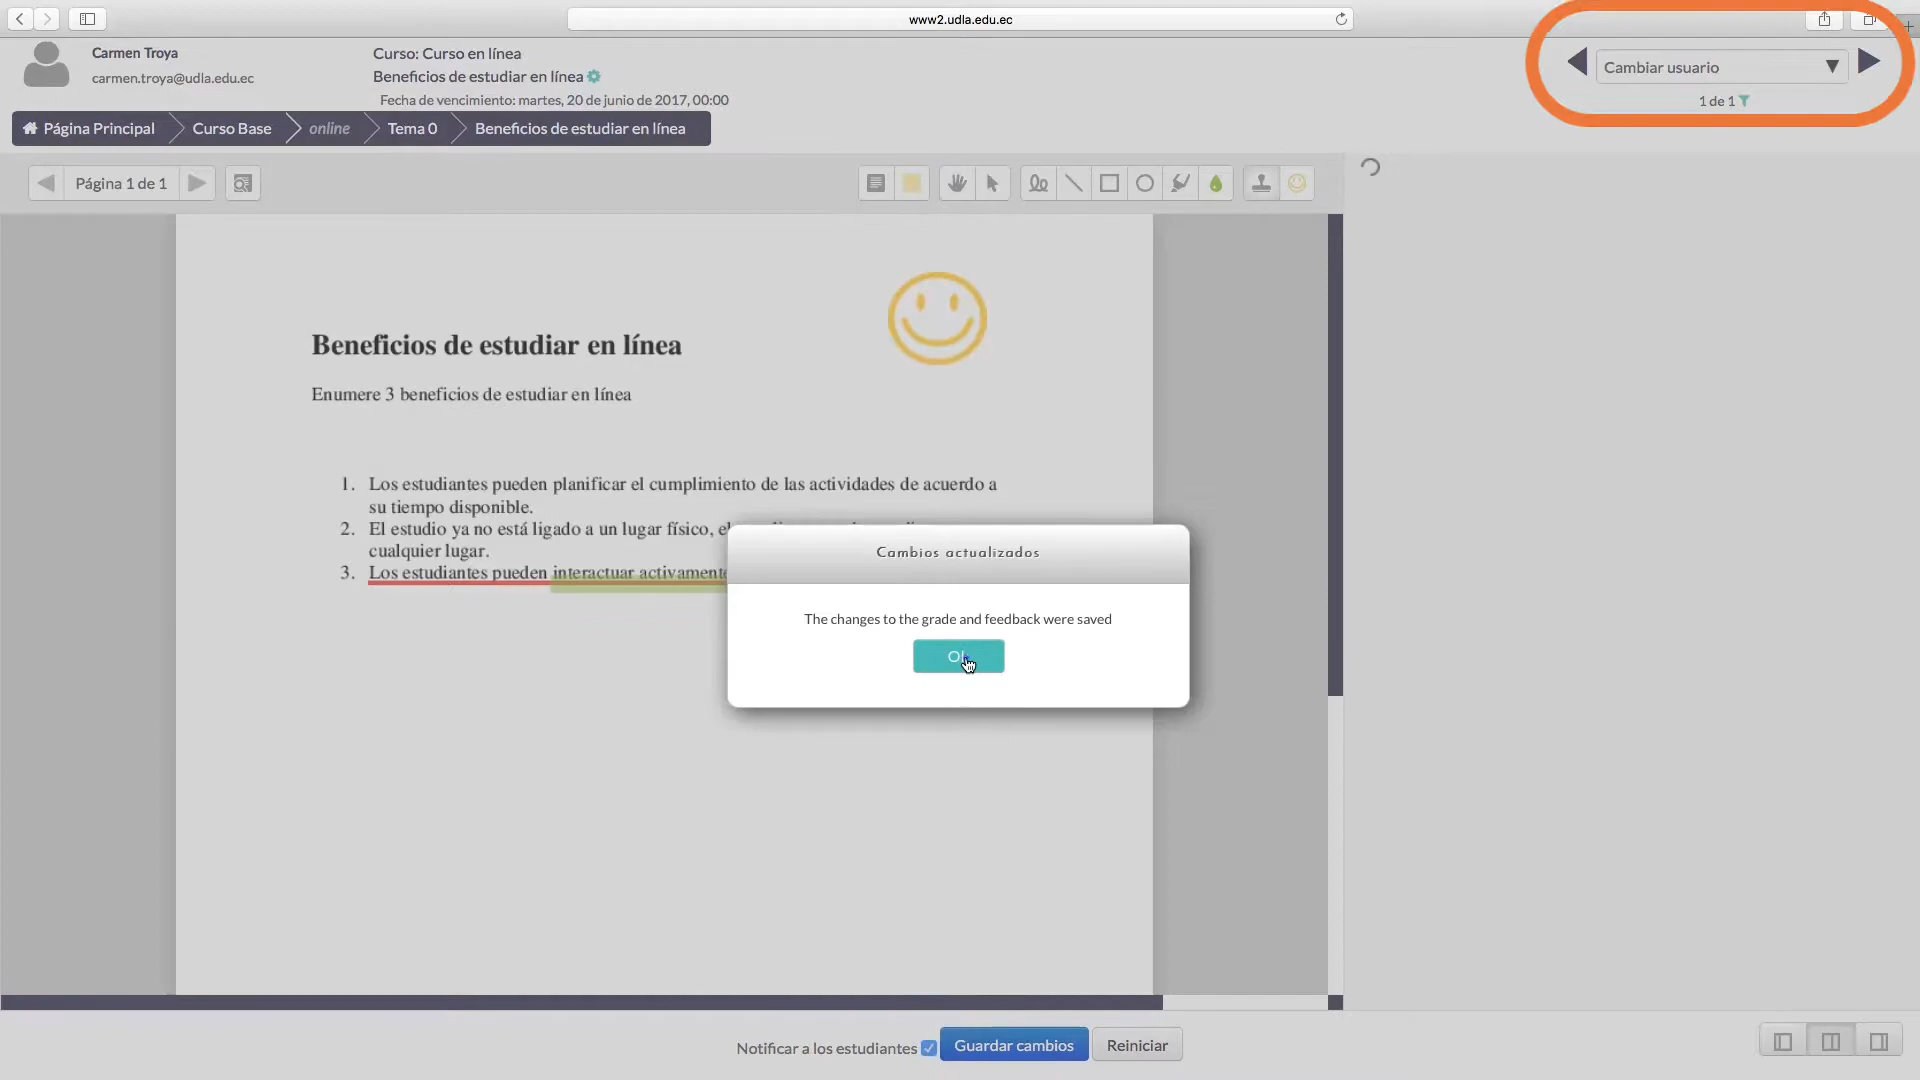 www2.udla.edu.ec
Carmen Troya
carmen.troya@udla.edu.ec
Curso: Curso en línea
Beneficios de estudiar en línea
Fecha de vencimiento: martes, 20 de junio de 2017, 00:00
Cambiar usuario
1 de 1
Página Principal
Curso Base
online
Tema 0
Beneficios de estudiar en línea
Página 1 de 1
Beneficios de estudiar en línea
Enumere 3 beneficios de estudiar en línea
1. Los estudiantes pueden planificar el cumplimiento de las actividades de acuerdo a
su tiempo disponible.
2. El estudio ya no está ligado a un lugar físico,
cualquier lugar.
3. Los estudiantes pueden interactuar activamente
Cambios actualizados
The changes to the grade and feedback were saved
Notificar a los estudiantes
Guardar cambios
Reiniciar